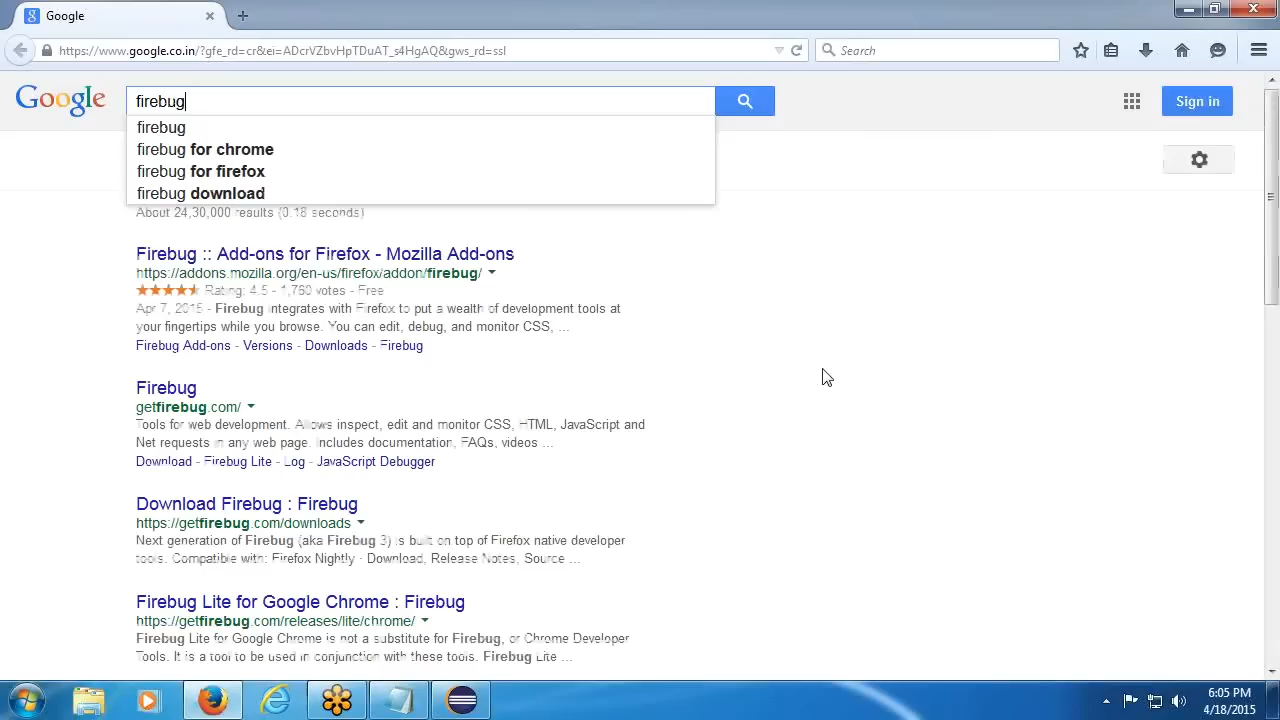 Google
https://www.google.co.in/?gfe_rd=cr&ei=ADcrVZbvHpTDuAT_s4HgAQ&gws_rd=ssl
Search
Google
firebug
Sign in
firebug
firebug for chrome
firebug for firefox
firebug download
About 24,30,000 results (0.18 seconds)
Firebug :: Add-ons for Firefox - Mozilla Add-ons
https://addons.mozilla.org/en-us/firefox/addon/firebug/
Rating: 4.5 - 1,760 votes - Free
Apr 7, 2015 - Firebug integrates with Firefox to put a wealth of development tools at
your fingertips while you browse. You can edit, debug, and monitor CSS, ...
Firebug Add-ons - Versions - Downloads - Firebug
Firebug
getfirebug.com/
Tools for web development. Allows inspect, edit and monitor CSS, HTML, JavaScript and
Net requests in any web page. Includes documentation, FAQs, videos ...
Download - Firebug Lite - Log - JavaScript Debugger
Download Firebug : Firebug
https://getfirebug.com/downloads
Next generation of Firebug (aka Firebug 3) is built on top of Firefox native developer
tools. Compatible with: Firefox Nightly · Download, Release Notes, Source ...
Firebug Lite for Google Chrome : Firebug
https://getfirebug.com/releases/lite/chrome/
Firebug Lite for Google Chrome is not a substitute for Firebug, or Chrome Developer
Tools. It is a tool to be used in conjunction with these tools. Firebug Lite ...
6:05 PM
4/18/2015